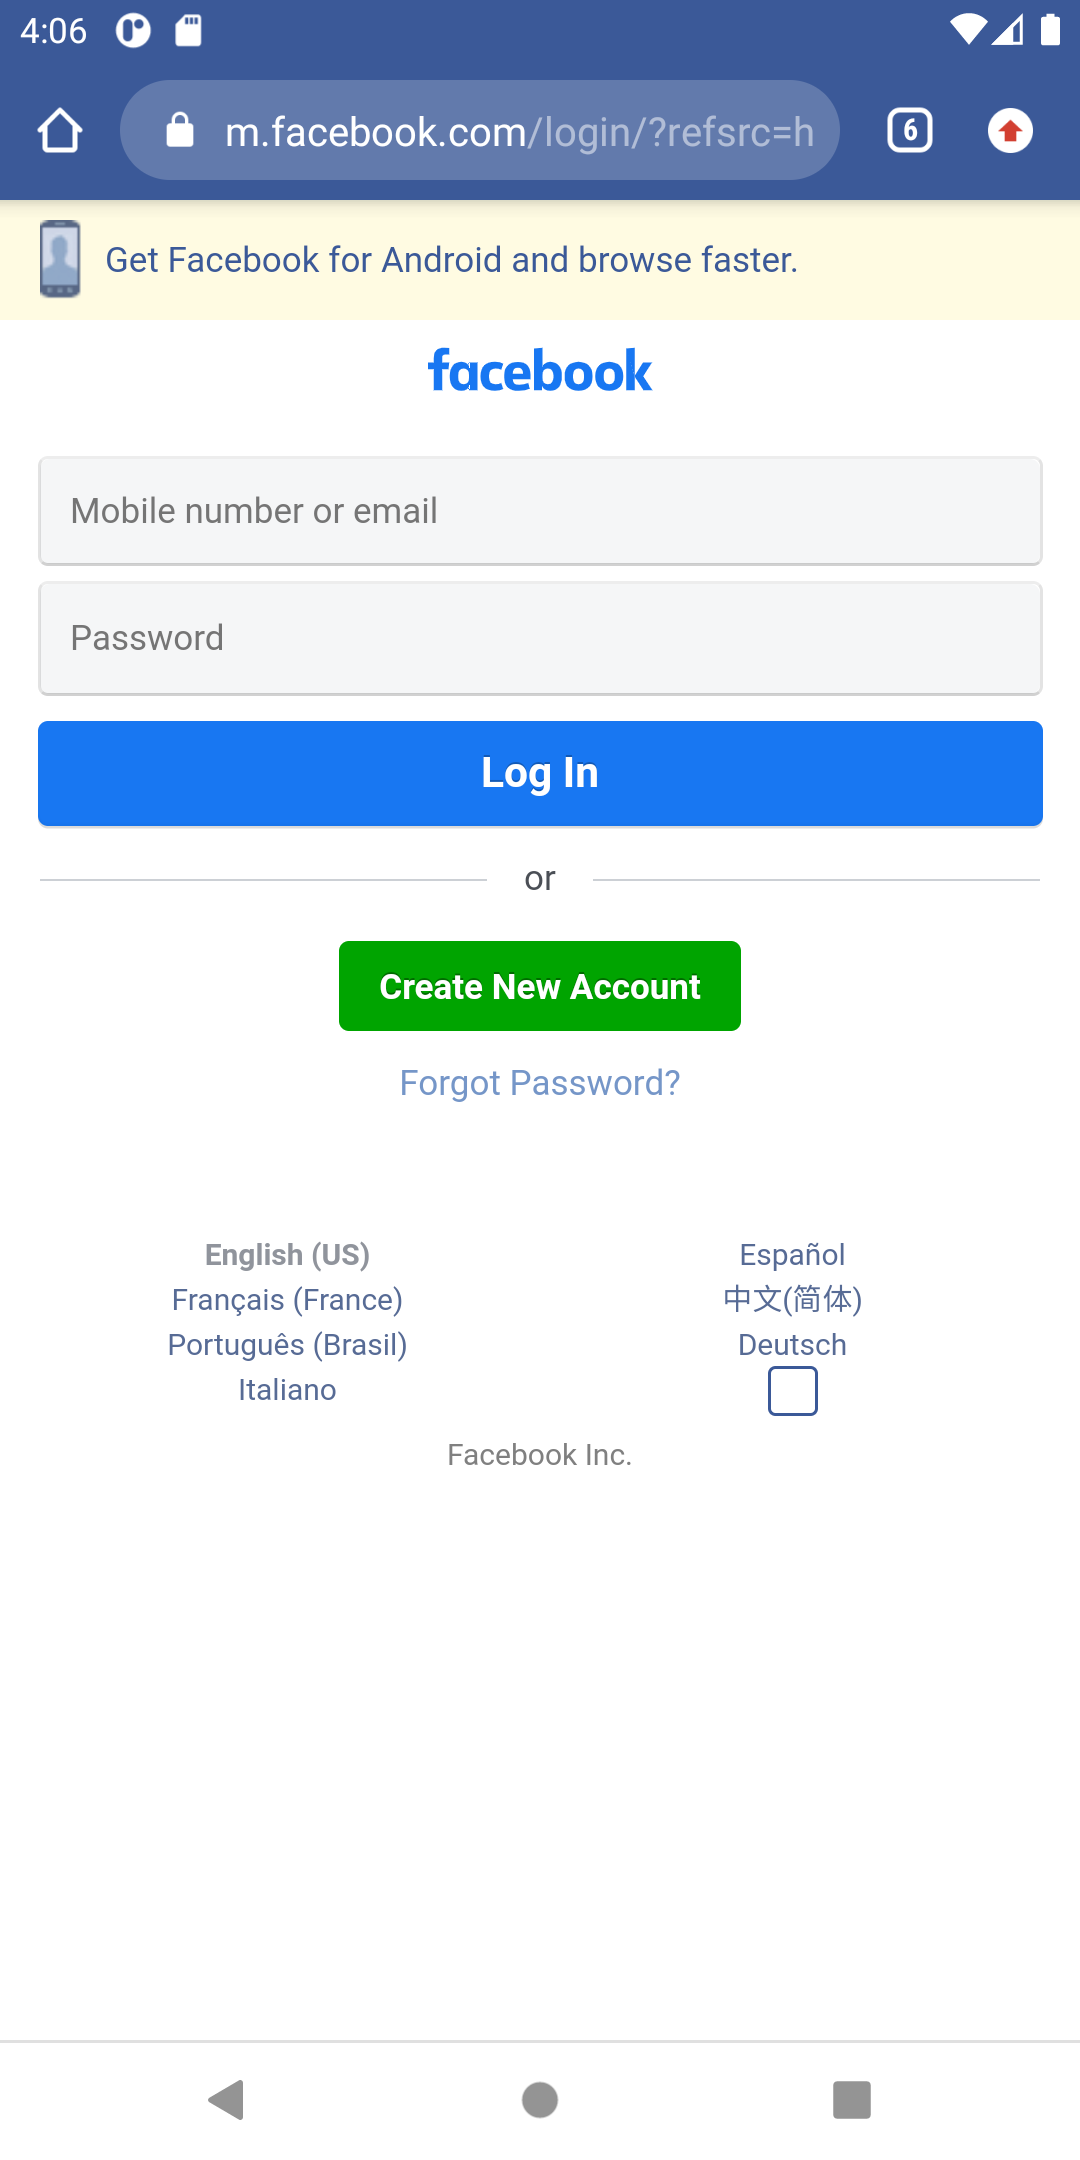 4:06
m.facebook.com/login/?refsrc=h
6
Get Facebook for Android and browse faster.
facebook
Mobile number or email
Password
Log In
or
Create New Account
Forgot Password?
English (US)
Español
Français (France)
中文(简体)
Português (Brasil)
Deutsch
Italiano
Facebook Inc.